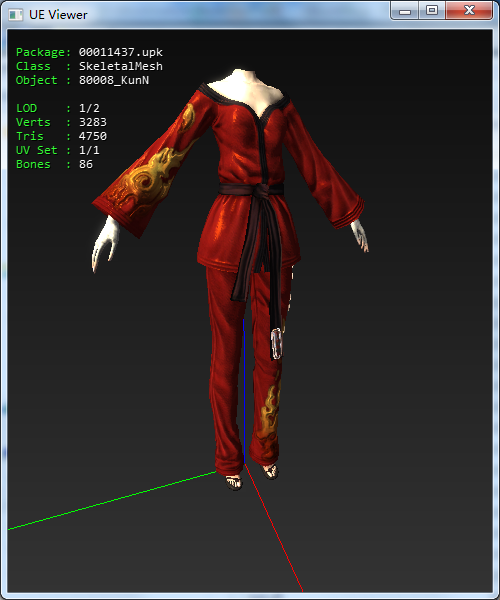 UE Viewer
Package: 00011437.upk
Class : SkeletalMesh
Object : 80008_KunN
LOD : 1/2
Verts : 3283
Tris : 4750
UV Set : 1/1
Bones : 86